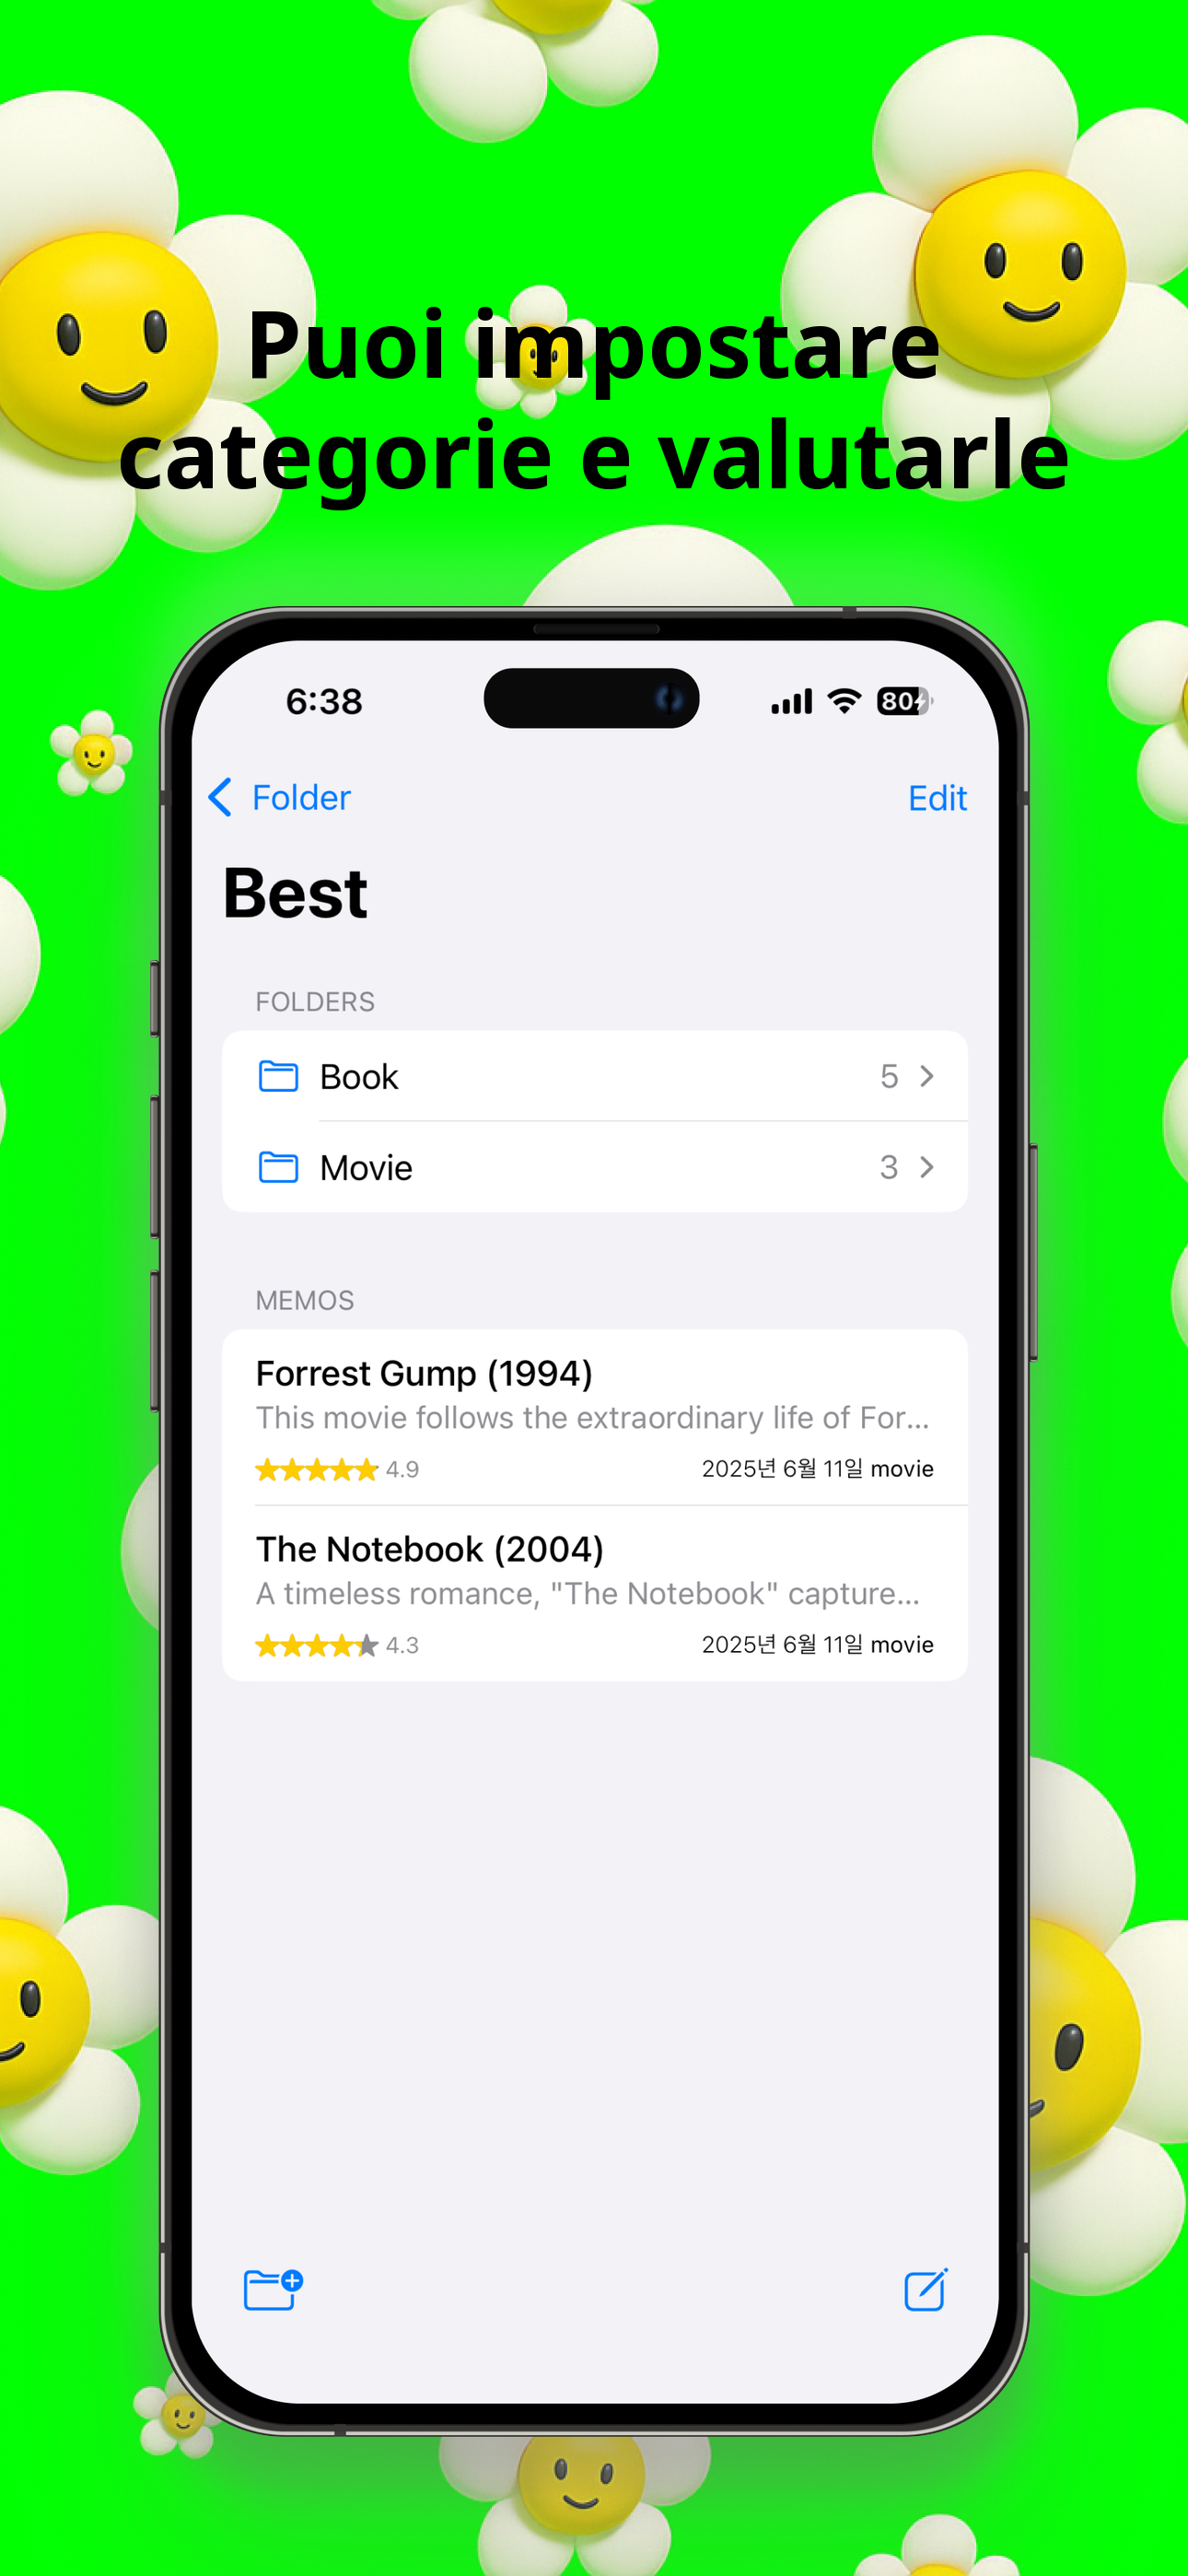 Puoi impostare
categorie e valutarle
6:38
80
Folder
Edit
Best
FOLDERS
Book 5
Movie 3
MEMOS
Forrest Gump (1994)
This movie follows the extraordinary life of For...
4.9 2025년 6월 11일 movie
The Notebook (2004)
A timeless romance, "The Notebook" capture...
4.3 2025년 6월 11일 movie